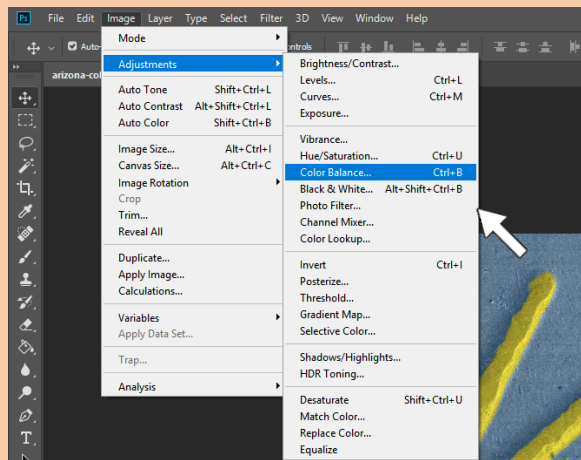 Ps File Edit Image Layer Type Select Filter 3D View Window Help
Auto-
ntrols
arizona-col
Mode
Adjustments
Auto Tone Shift+Ctrl+L
Auto Contrast Alt+Shift+Ctrl+L
Auto Color Shift+Ctrl+B
Image Size... Alt+Ctrl+I
Canvas Size... Alt+Ctrl+C
Image Rotation
Crop
Trim...
Reveal All
Duplicate...
Apply Image...
Calculations...
Variables
Apply Data Set...
Trap...
Analysis
Brightness/Contrast...
Levels... Ctrl+L
Curves... Ctrl+M
Exposure...
Vibrance...
Hue/Saturation... Ctrl+U
Color Balance... Ctrl+B
Black & White... Alt+Shift+Ctrl+B
Photo Filter...
Channel Mixer...
Color Lookup...
Invert Ctrl+I
Posterize...
Threshold...
Gradient Map...
Selective Color...
Shadows/Highlights...
HDR Toning...
Desaturate Shift+Ctrl+U
Match Color...
Replace Color...
Equalize